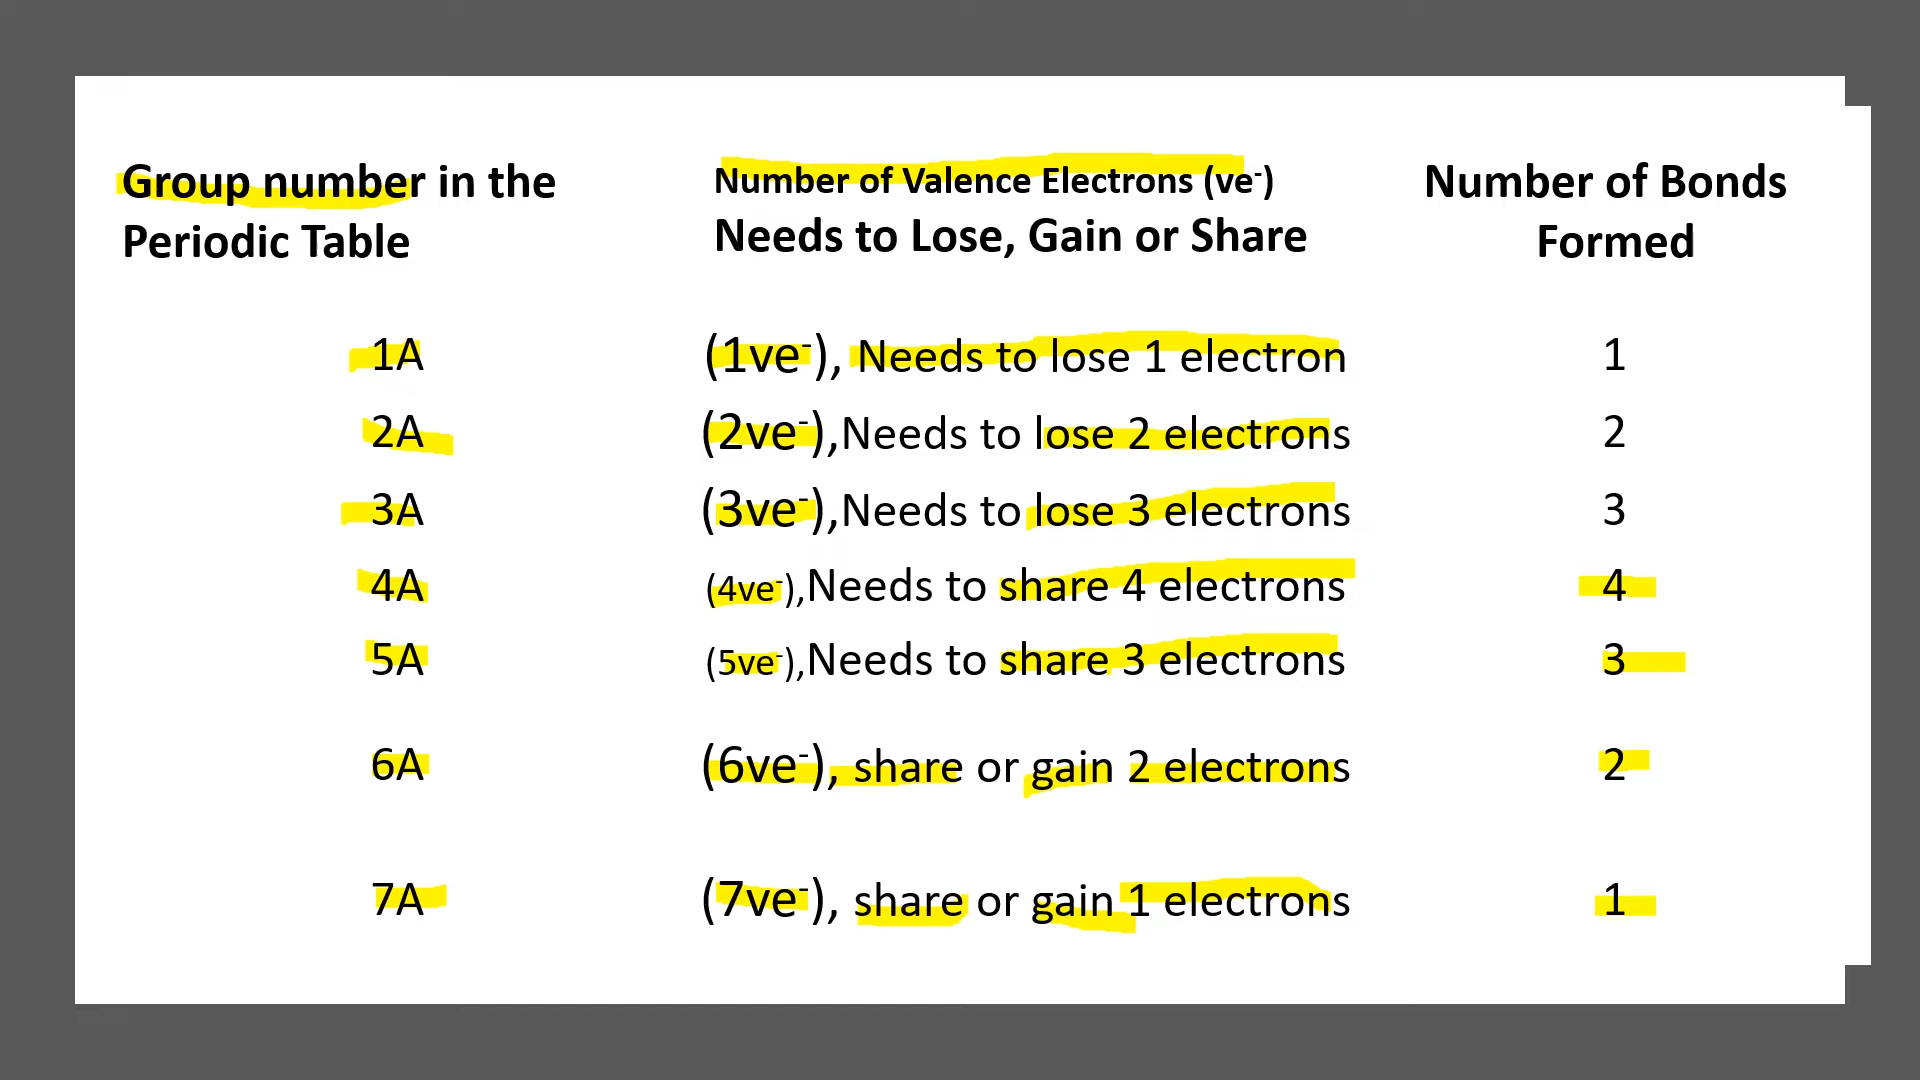 Group number in the
Periodic Table
Number of Valence Electrons (ve⁻)
Needs to Lose, Gain or Share
Number of Bonds
Formed
1A (1ve⁻), Needs to lose 1 electron 1
2A (2ve⁻),Needs to lose 2 electrons 2
3A (3ve⁻),Needs to lose 3 electrons 3
4A (4ve⁻),Needs to share 4 electrons 4
5A (5ve⁻),Needs to share 3 electrons 3
6A (6ve⁻), share or gain 2 electrons 2
7A (7ve⁻), share or gain 1 electrons 1